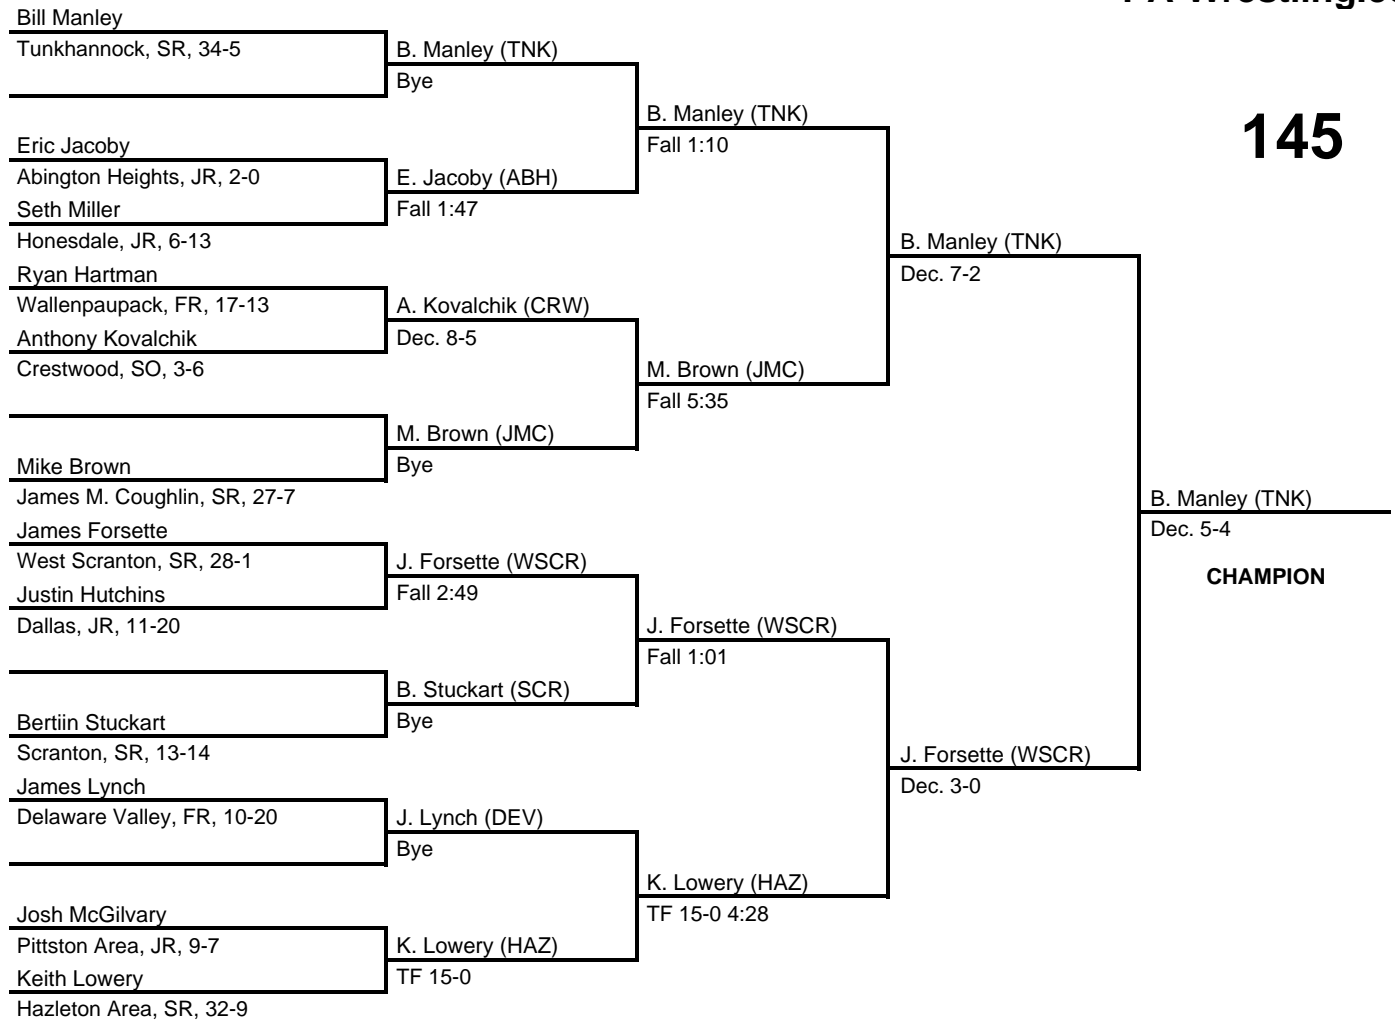 Bill Manley
Tunkhannock, SR, 34-5
B. Manley (TNK)
Bye
B. Manley (TNK)
Fall 1:10
145
Eric Jacoby
Abington Heights, JR, 2-0
E. Jacoby (ABH)
Seth Miller
Fall 1:47
Honesdale, JR, 6-13
B. Manley (TNK)
Ryan Hartman
Dec. 7-2
Wallenpaupack, FR, 17-13
A. Kovalchik (CRW)
Anthony Kovalchik
Dec. 8-5
Crestwood, SO, 3-6
M. Brown (JMC)
Fall 5:35
M. Brown (JMC)
Mike Brown
Bye
James M. Coughlin, SR, 27-7
B. Manley (TNK)
James Forsette
Dec. 5-4
West Scranton, SR, 28-1
J. Forsette (WSCR)
CHAMPION
Justin Hutchins
Fall 2:49
Dallas, JR, 11-20
J. Forsette (WSCR)
Fall 1:01
B. Stuckart (SCR)
Bertiin Stuckart
Bye
Scranton, SR, 13-14
J. Forsette (WSCR)
James Lynch
Dec. 3-0
Delaware Valley, FR, 10-20
J. Lynch (DEV)
Bye
K. Lowery (HAZ)
Josh McGilvary
TF 15-0 4:28
Pittston Area, JR, 9-7
K. Lowery (HAZ)
Keith Lowery
TF 15-0
Hazleton Area, SR, 32-9